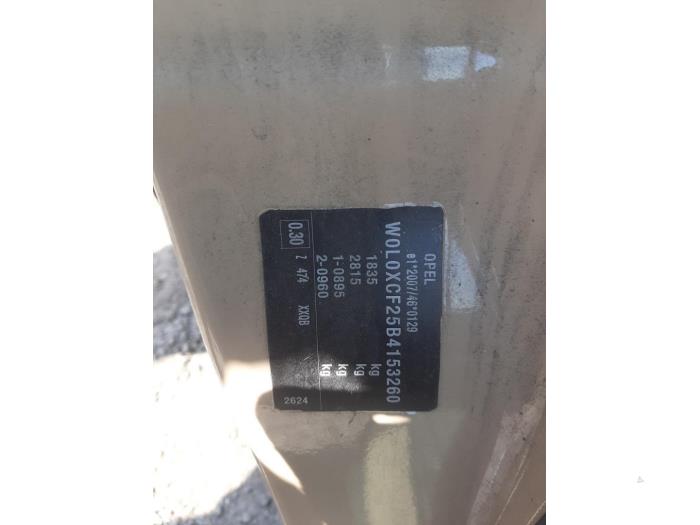 OPEL
e1*2007/46*0129
W0L0XCF25B4153260
1835 kg
2815 kg
1-0895 kg
2-0960 kg
0.30 Z 474 XXQB 2624